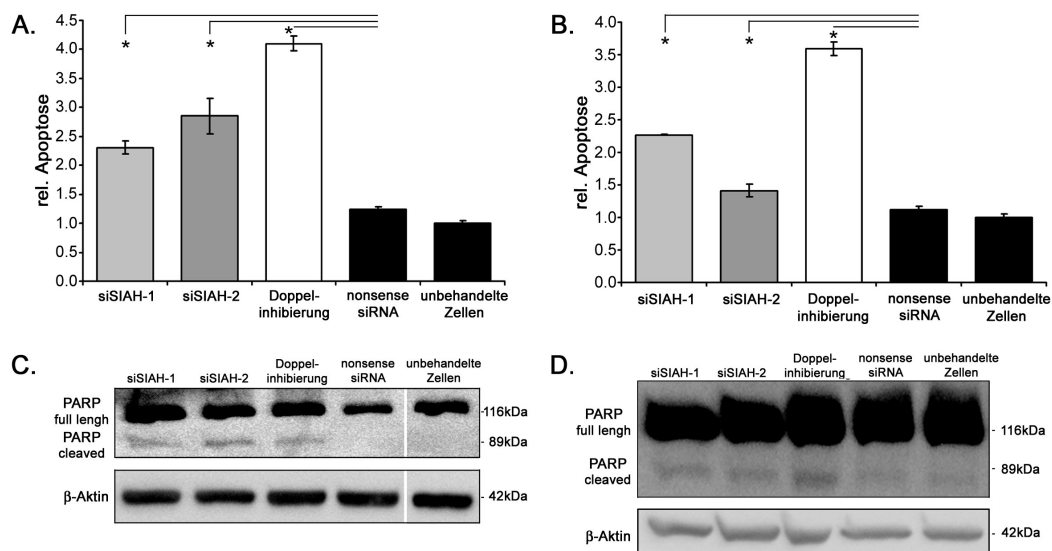 A.
rel. Apoptose
4.5
4.0
3.5
3.0
2.5
2.0
1.5
1.0
0.5
0.0
* * *
siSIAH-1 siSIAH-2 Doppel-inhibierung nonsense siRNA unbehandelte Zellen
B.
rel. Apoptose
4.0
3.5
3.0
2.5
2.0
1.5
1.0
0.5
0.0
* * *
siSIAH-1 siSIAH-2 Doppel-inhibierung nonsense siRNA unbehandelte Zellen
C.
siSIAH-1 siSIAH-2 Doppel-inhibierung nonsense siRNA unbehandelte Zellen
PARP
full lengh
-116kDa
PARP
cleaved
- 89kDa
β-Aktin
- 42kDa
D.
siSIAH-1 siSIAH-2 Doppel-inhibierung_ nonsense siRNA unbehandelte Zellen
PARP
full lengh
- 116kDa
PARP
cleaved
- 89kDa
β-Aktin
- 42kDa